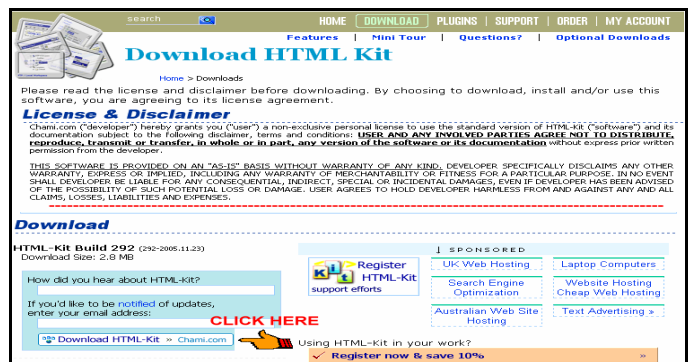 search
HOME | DOWNLOAD | PLUGINS | SUPPORT | ORDER | MY ACCOUNT
Features | Mini Tour | Questions? | Optional Downloads
Download HTML Kit
Home > Downloads
Please read the license and disclaimer before downloading. By choosing to download, install and/or use this
software, you are agreeing to its license agreement.
License & Disclaimer
Chami.com ("developer") hereby grants you ("user") a non-exclusive personal license to use the standard version of HTML-Kit ("software") and its
documentation subject to the following disclaimer, terms and conditions: USER AND ANY INVOLVED PARTIES AGREE NOT TO DISTRIBUTE,
reproduce, transmit or transfer, in whole or in part, any version of the software or its documentation without express prior written
permission from the developer.
THIS SOFTWARE IS PROVIDED ON AN "AS-IS" BASIS WITHOUT WARRANTY OF ANY KIND. DEVELOPER SPECIFICALLY DISCLAIMS ANY OTHER
WARRANTY, EXPRESS OR IMPLIED, INCLUDING ANY WARRANTY OF MERCHANTABILITY OR FITNESS FOR A PARTICULAR PURPOSE. IN NO EVENT
SHALL DEVELOPER BE LIABLE FOR ANY CONSEQUENTIAL, INDIRECT, SPECIAL OR INCIDENTAL DAMAGES, EVEN IF DEVELOPER HAS BEEN ADVISED
OF THE POSSIBILITY OF SUCH POTENTIAL LOSS OR DAMAGE. USER AGREES TO HOLD DEVELOPER HARMLESS FROM AND AGAINST ANY AND ALL
CLAIMS, LOSSES, LIABILITIES AND EXPENSES.
Download
HTML-Kit Build 292 (292-2005.11.23)
Download Size: 2.8 MB
How did you hear about HTML-Kit?
If you'd like to be notified of updates,
enter your email address:
CLICK HERE
Download HTML-Kit » Chami.com
Kit
Register
HTML-Kit
support efforts
SPONSORED
UK Web Hosting
Laptop Computers
Search Engine
Optimization
Website Hosting
Cheap Web Hosting
Australian Web Site
Hosting
Text Advertising »
Using HTML-Kit in your work?
✓ Register now & save 10% »